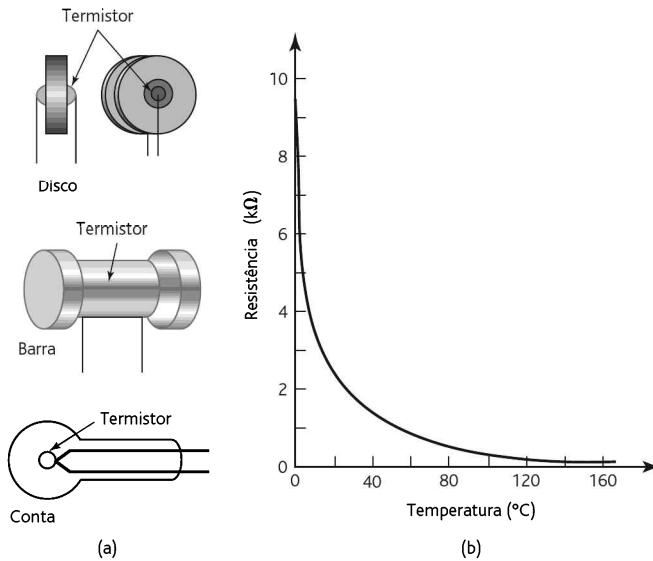 Termistor
Disco
Termistor
Barra
Termistor
Conta
(a)
Resistência (kΩ)
10
8
6
4
2
0
0
40
80
120
160
Temperatura (°C)
(b)